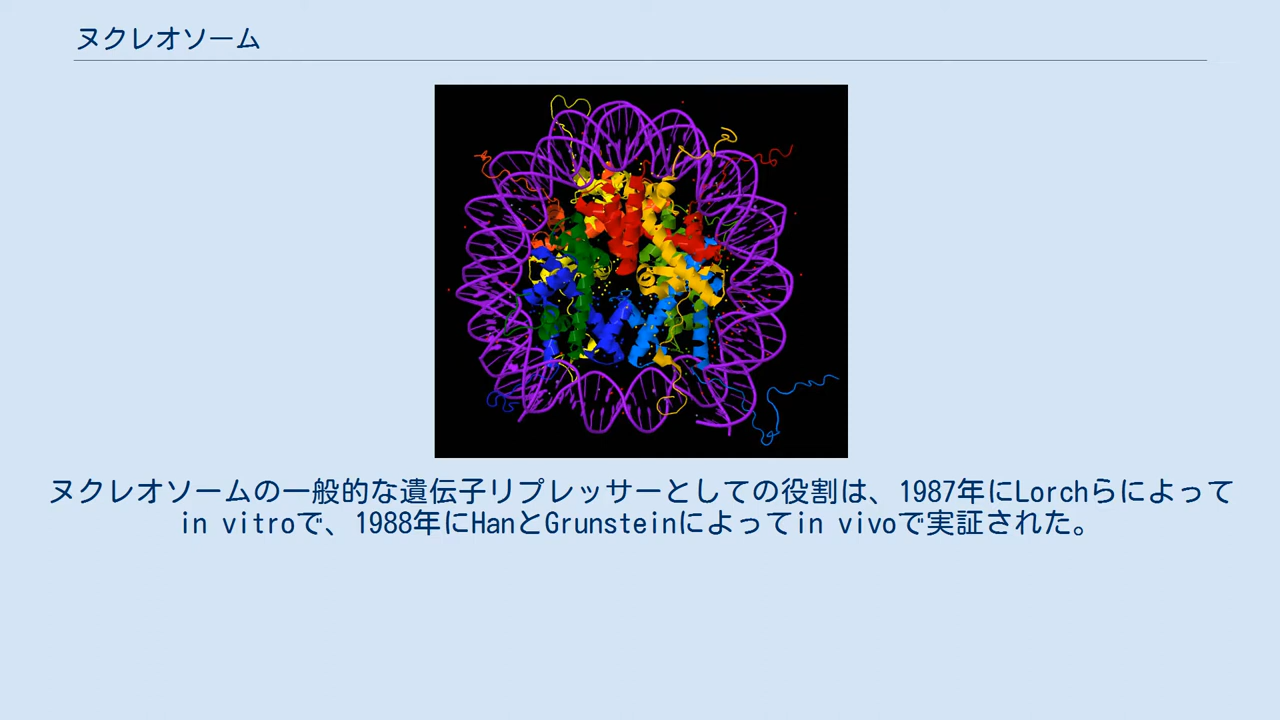 ヌクレオソーム
ヌクレオソームの一般的な遺伝子リプレッサーとしての役割は、1987年にLorchらによって
in vitroで、1988年にHanとGrunsteinによってin vivoで実証された。